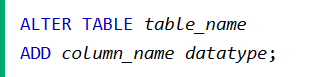 ALTER TABLE table_name
ADD column_name datatype;